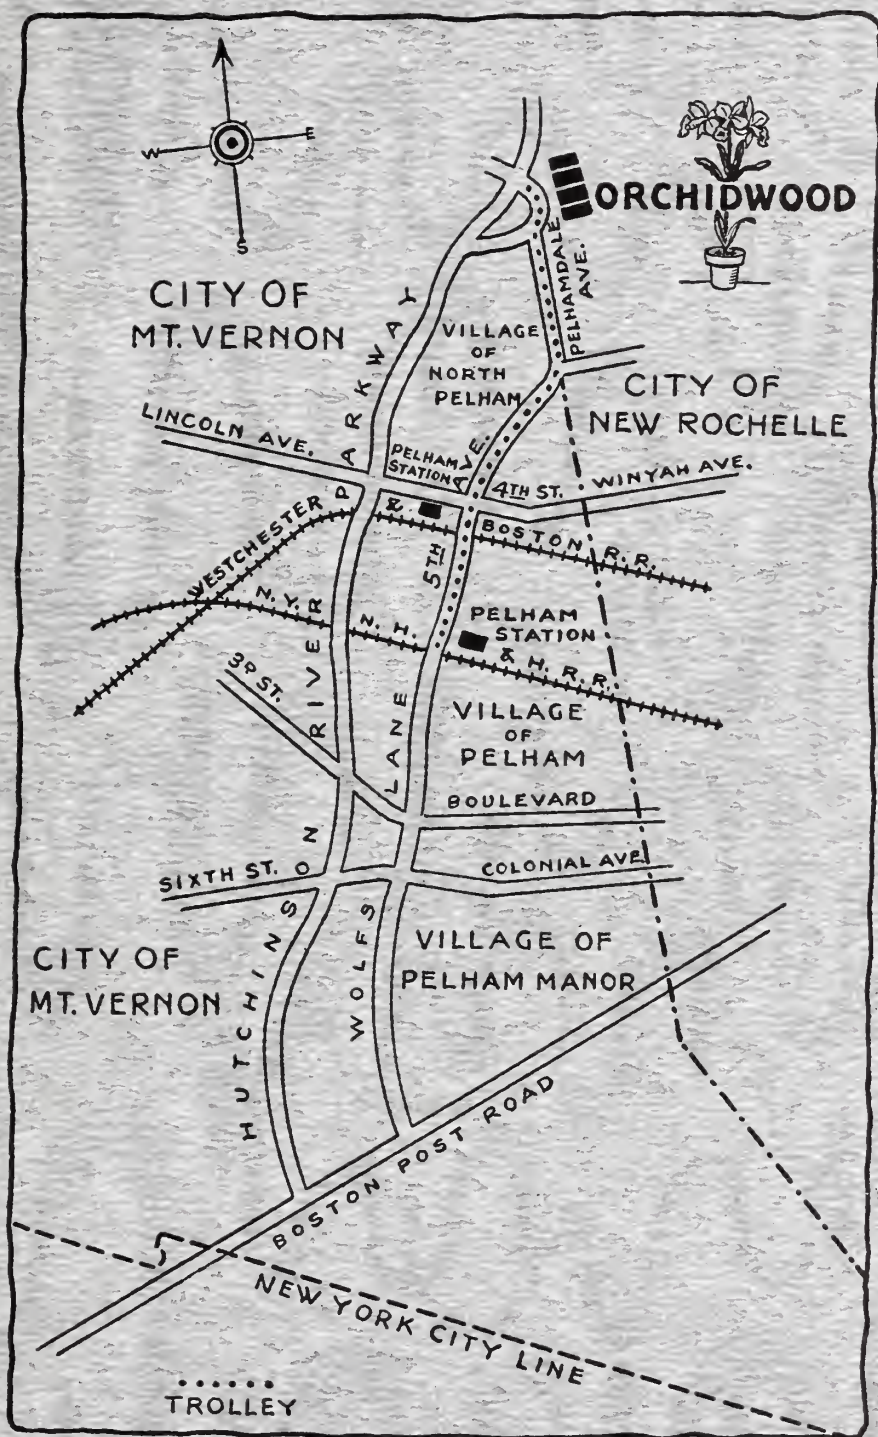 W
E
S
ORCHIDWOOD
PELHAMDALE
AVE.
CITY OF
MT. VERNON
VILLAGE
OF
NORTH
PELHAM
CITY OF
NEW ROCHELLE
LINCOLN AVE.
PELHAM
STATION
4TH ST.
WINYAH AVE.
WESTCHESTER & BOSTON R.R.
5TH AVE.
N.Y. N.H. & H. R.R.
PELHAM
STATION
3D ST.
VILLAGE
OF
PELHAM
BOULEVARD
SIXTH ST.
COLONIAL AVE
HUTCHINSON RIVER PARKWAY
WOLFS LANE
CITY OF
MT. VERNON
VILLAGE OF
PELHAM MANOR
BOSTON POST ROAD
NEW YORK CITY LINE
TROLLEY